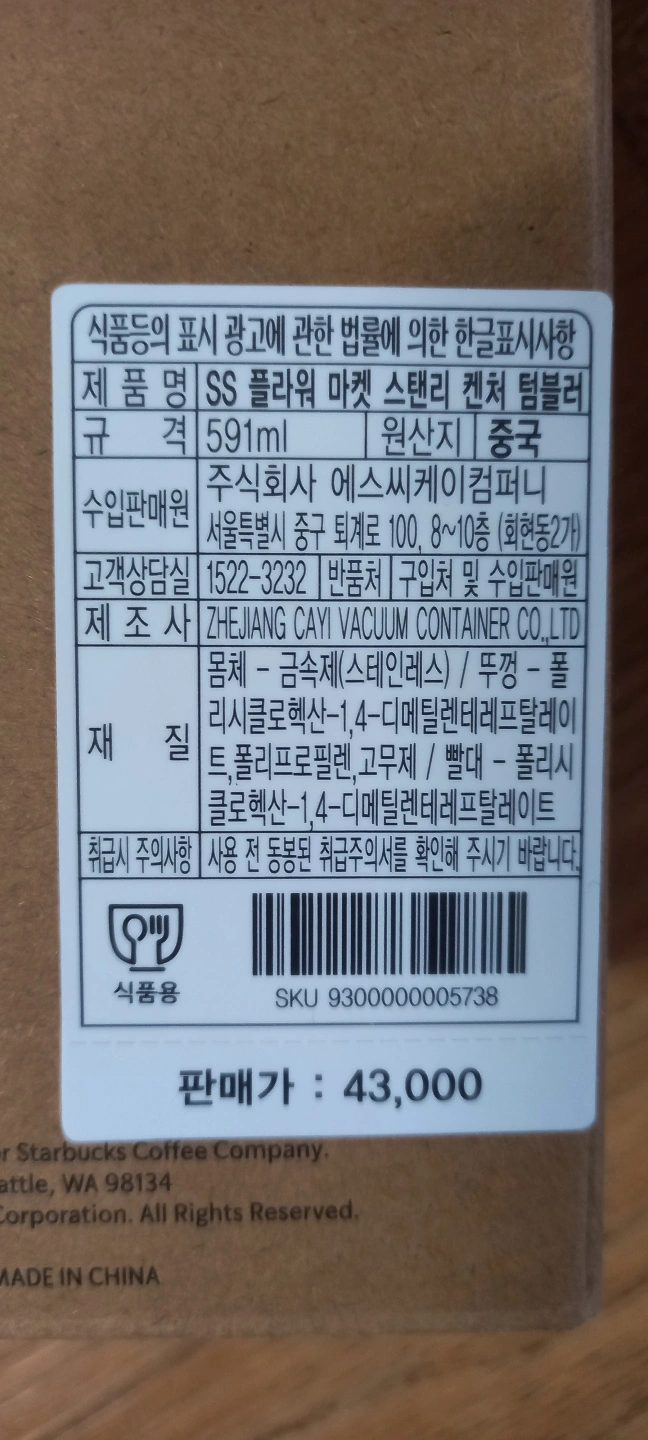 식품등의 표시 광고에 관한 법률에 의한 한글표시사항
제 품 명 SS 플라워 마켓 스탠리 켄처 텀블러
규 격 591ml 원산지 중국
수입판매원 주식회사 에스씨케이컴퍼니
서울특별시 중구 퇴계로 100, 8~10층 (회현동2가)
고객상담실 1522-3232 반품처 구입처 및 수입판매원
제 조 사 ZHEJIANG CAYI VACUUM CONTAINER CO.,LTD
재 질 몸체 - 금속제(스테인레스) / 뚜껑 - 폴
리시클로헥산-1,4-디메틸렌테레프탈레이
트,폴리프로필렌,고무제 / 빨대 - 폴리시
클로헥산-1,4-디메틸렌테레프탈레이트
취급시 주의사항 사용 전 동봉된 취급주의서를 확인해 주시기 바랍니다.
식품용
SKU 9300000005738
판매가 : 43,000
r Starbucks Coffee Company.
attle, WA 98134
Corporation. All Rights Reserved.
MADE IN CHINA